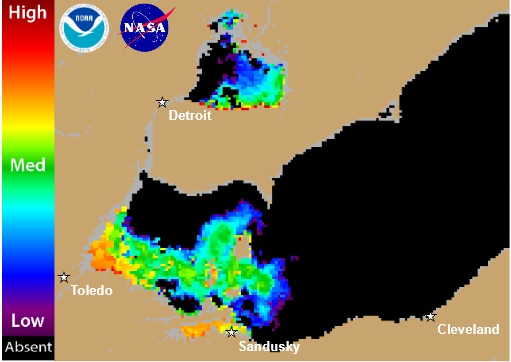 High
NOAA
NASA
Detroit
Med
Toledo
Low
Cleveland
Absent
Sandusky